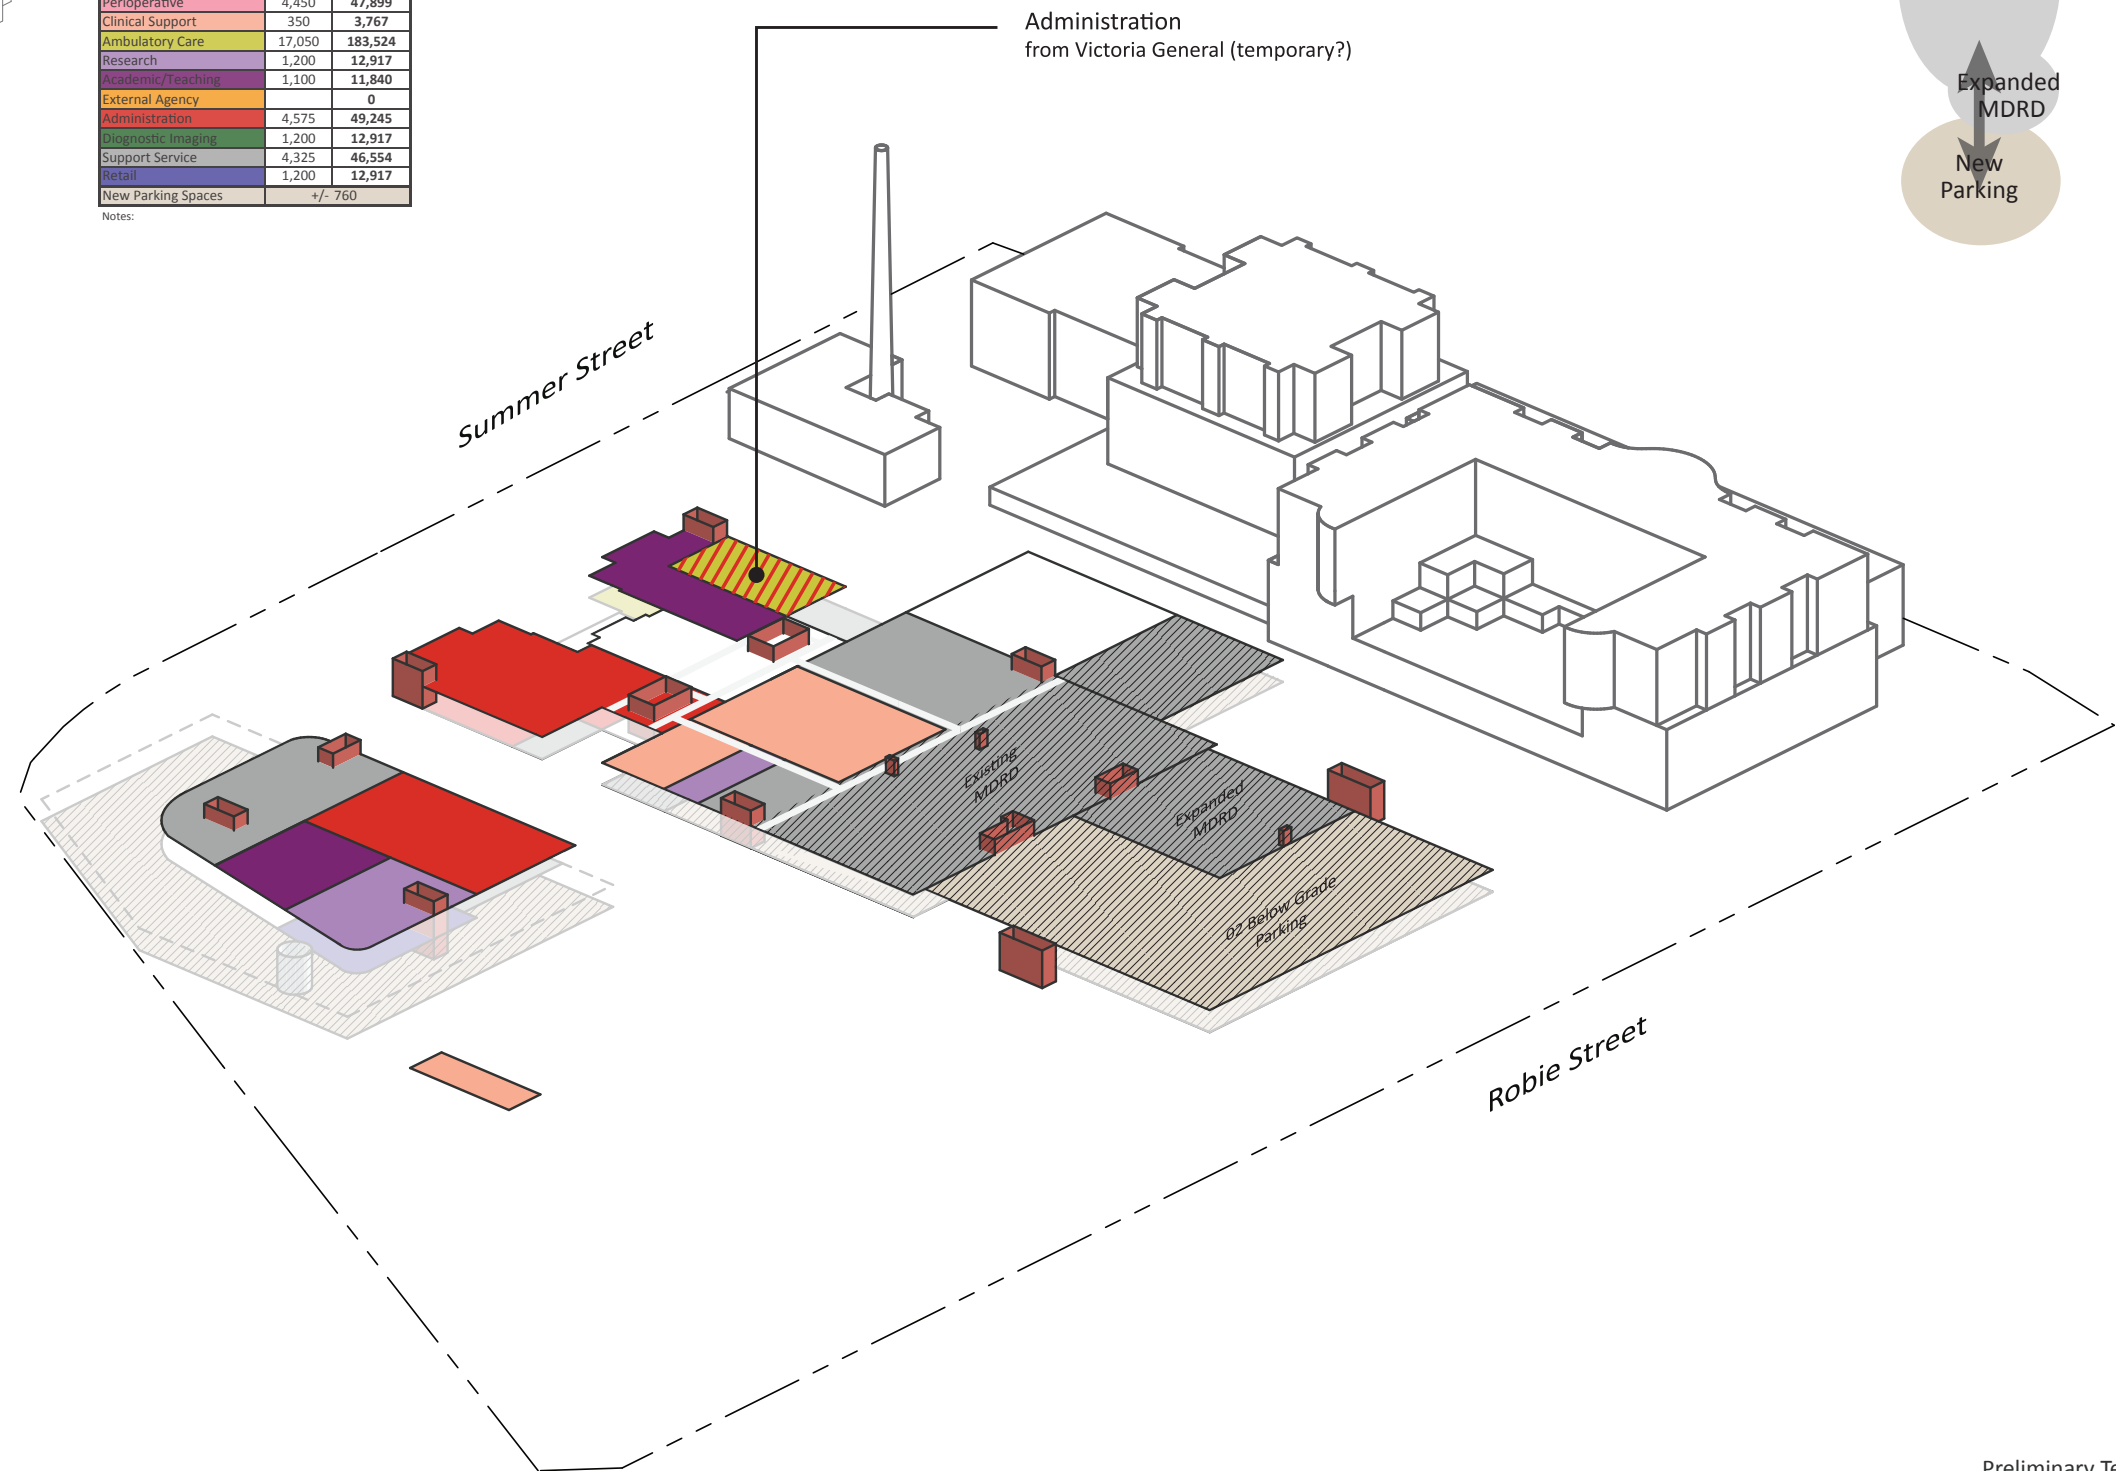 Perioperative 4,450 47,899
Clinical Support 350 3,767
Ambulatory Care 17,050 183,524
Research 1,200 12,917
Academic/Teaching 1,100 11,840
External Agency 0
Administration 4,575 49,245
Diognostic Imaging 1,200 12,917
Support Service 4,325 46,554
Retail 1,200 12,917
New Parking Spaces +/- 760
Notes:
Administration
from Victoria General (temporary?)
Expanded
MDRD
New
Parking
Summer Street
Existing
MDRD
Expanded
MDRD
02 Below Grade
Parking
Robie Street
Preliminary